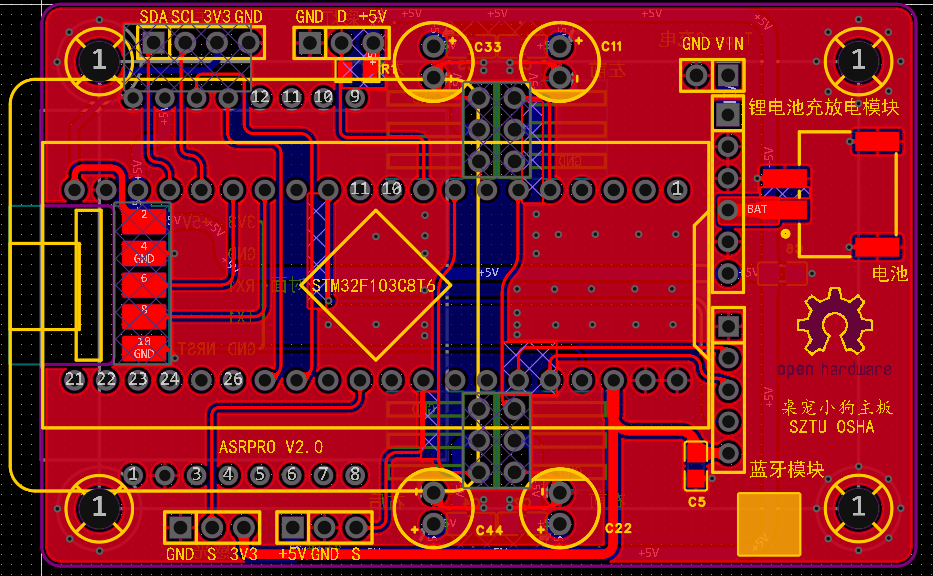 SDA SCL 3V3 GND
GND D +5V
C33
C11
GND VIN
R1
12 11 10 9
锂电池充放电模块
11 10
1
BAT
2
4
GND
6
8
10
GND
STM32F103C8T6
+5V
电池
open hardware
21 22 23 24 26
桌宠小狗主板
SZTU OSHA
ASRPRO V2.0
1 3 4 5 6 7 8
蓝牙模块
C5
C44
C22
GND S 3V3 +5V GND S
1
1
1
1